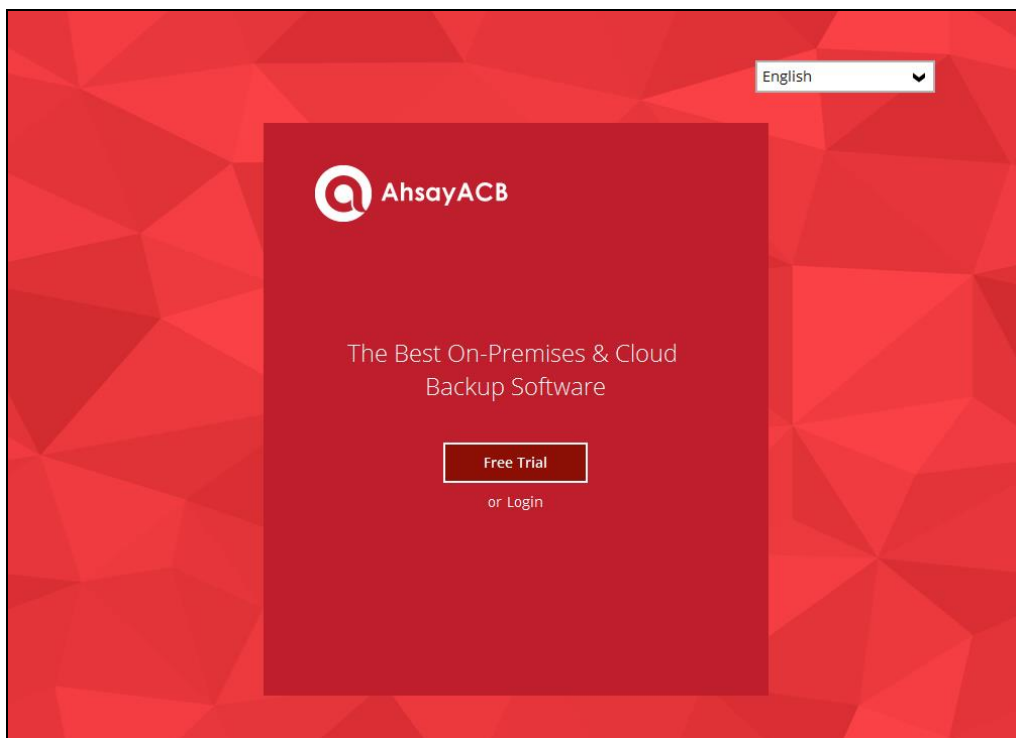 English
AhsayACB
The Best On-Premises & Cloud
Backup Software
Free Trial
or Login